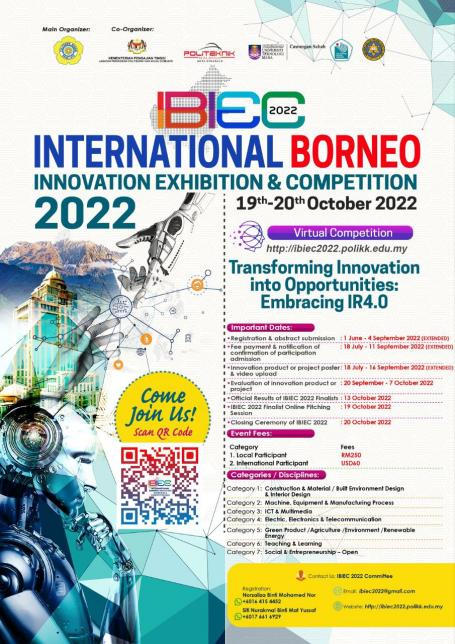 Main Organizer:
Co-Organizer:
KEMENTERIAN PENGAJIAN TINGGI
POLITEKNIK
UNIVERSITI
TEKNOLOGI
MARA
Cawangan Sabah
IBIEC 2022
INTERNATIONAL BORNEO
INNOVATION EXHIBITION & COMPETITION
2022
19th-20th October 2022
Virtual Competition
http://ibiec2022.polikk.edu.my
Transforming Innovation
into Opportunities:
Embracing IR4.0
Important Dates:
• Registration & abstract submission : 1 June - 4 September 2022 (EXTENDED)
• Fee payment & notification of : 18 July - 11 September 2022 (EXTENDED)
confirmation of participation
admission
• Innovation product or project poster : 18 July - 16 September 2022 (EXTENDED)
& video upload
• Evaluation of innovation product or : 20 September - 7 October 2022
project
• Official Results of IBIEC 2022 Finalists : 13 October 2022
• IBIEC 2022 Finalist Online Pitching : 19 October 2022
Session
• Closing Ceremony of IBIEC 2022 : 20 October 2022
Event Fees:
Category Fees
1. Local Participant RM250
2. International Participant USD60
Categories / Disciplines:
Category 1: Construction & Material / Built Environment Design
& Interior Design
Category 2: Machine, Equipment & Manufacturing Process
Category 3: ICT & Multimedia
Category 4: Electric, Electronics & Telecommunication
Category 5: Green Product /Agriculture /Environment /Renewable
Energy
Category 6: Teaching & Learning
Category 7: Social & Entrepreneurship - Open
Come
Join Us!
Scan QR Code
IBIEC
Contact Us: IBIEC 2022 Committee
Registration:
Norzaliza Binti Mohamed Nor
+6016 415 4452
Siti Nurakmal Binti Mat Yussof
+6017 661 6929
Email: ibiec2022@gmail.com
Website: http://ibiec2022.polikk.edu.my